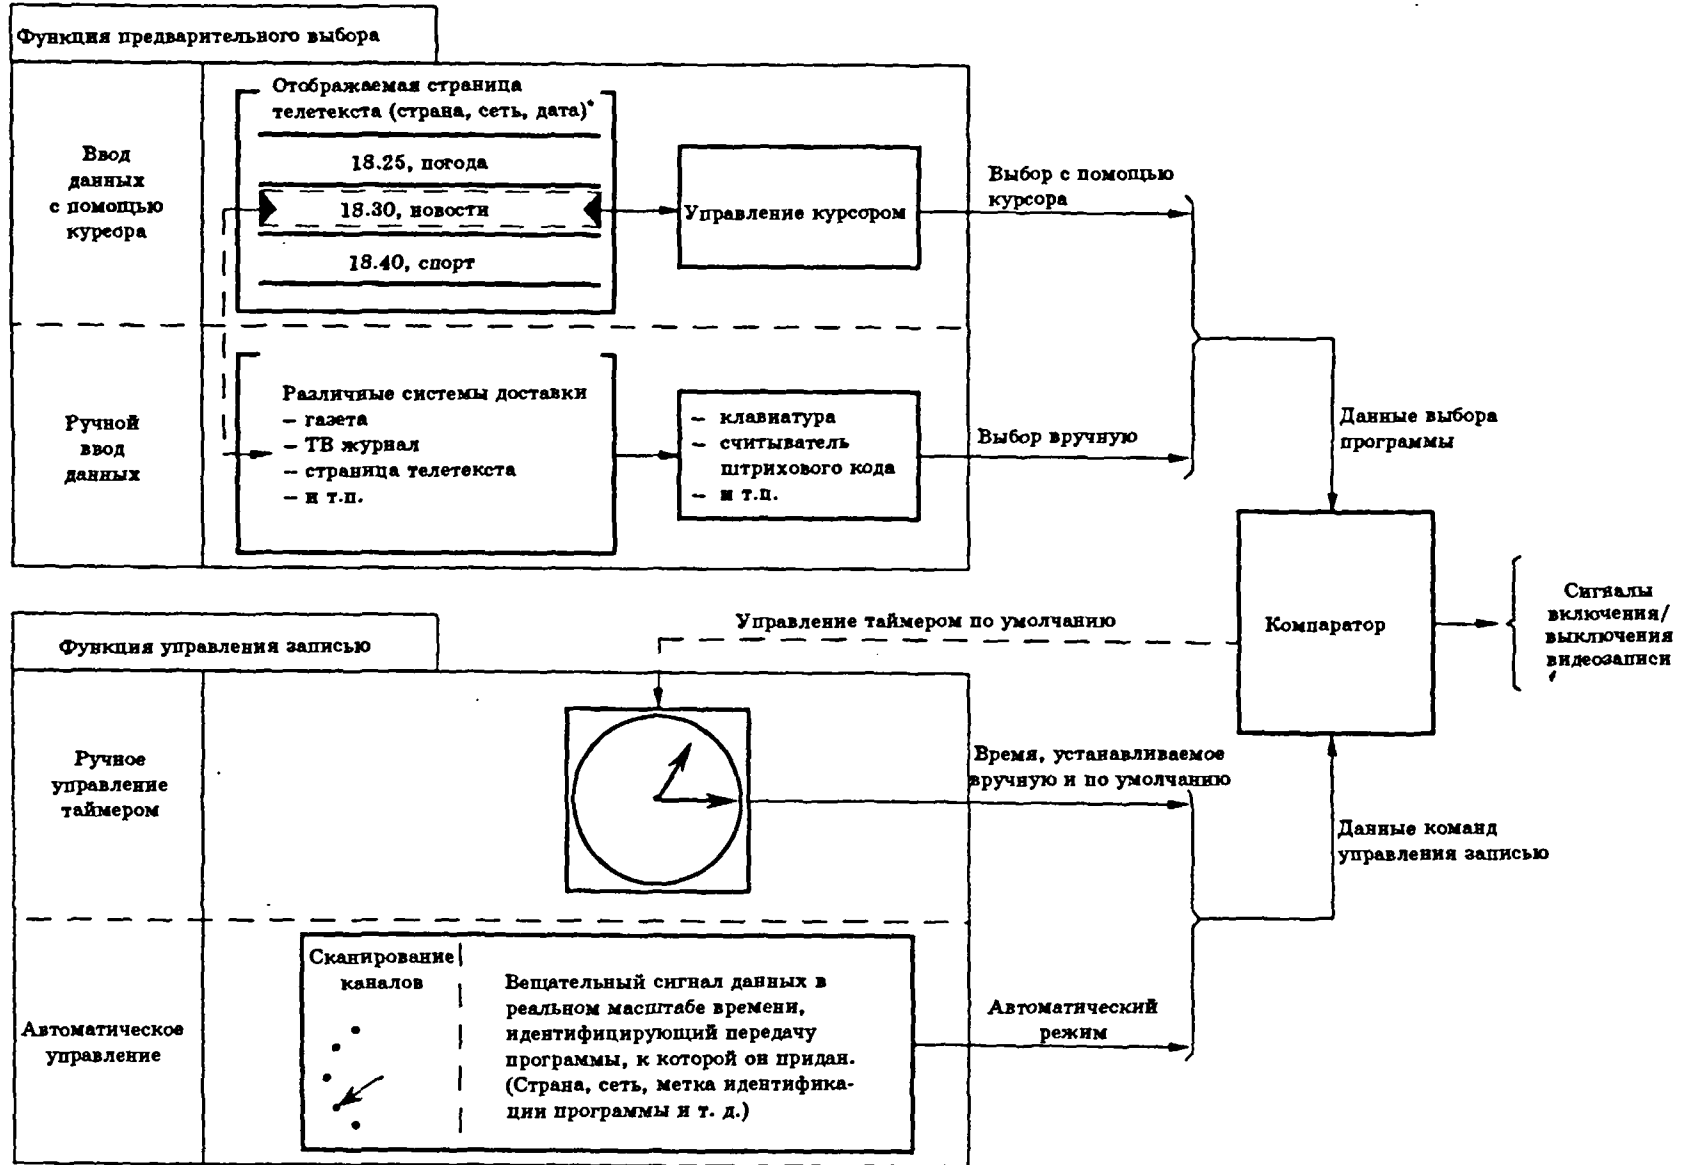 Функция предварительного выбора
Ввод
данных
с помощью
курсора
Отображаемая страница
телетекста (страна, сеть, дата)*
18.25, погода
18.30, новости
18.40, спорт
Управление курсором
Выбор с помощью
курсора
Ручной
ввод
данных
Различные системы доставки
– газета
– ТВ журнал
– страница телетекста
– и т.п.
– клавиатура
– считыватель
штрихового кода
– и т.п.
Выбор вручную
Данные выбора
программы
Компаратор
Сигналы
включения/
выключения
видеозаписи
Управление таймером по умолчанию
Функция управления записью
Ручное
управление
таймером
Время, устанавливаемое
вручную и по умолчанию
Данные команд
управления записью
Автоматическое
управление
Сканирование
каналов
Вещательный сигнал данных в
реальном масштабе времени,
идентифицирующий передачу
программы, к которой он придан.
(Страна, сеть, метка идентифика-
ции программы и т. д.)
Автоматический
режим